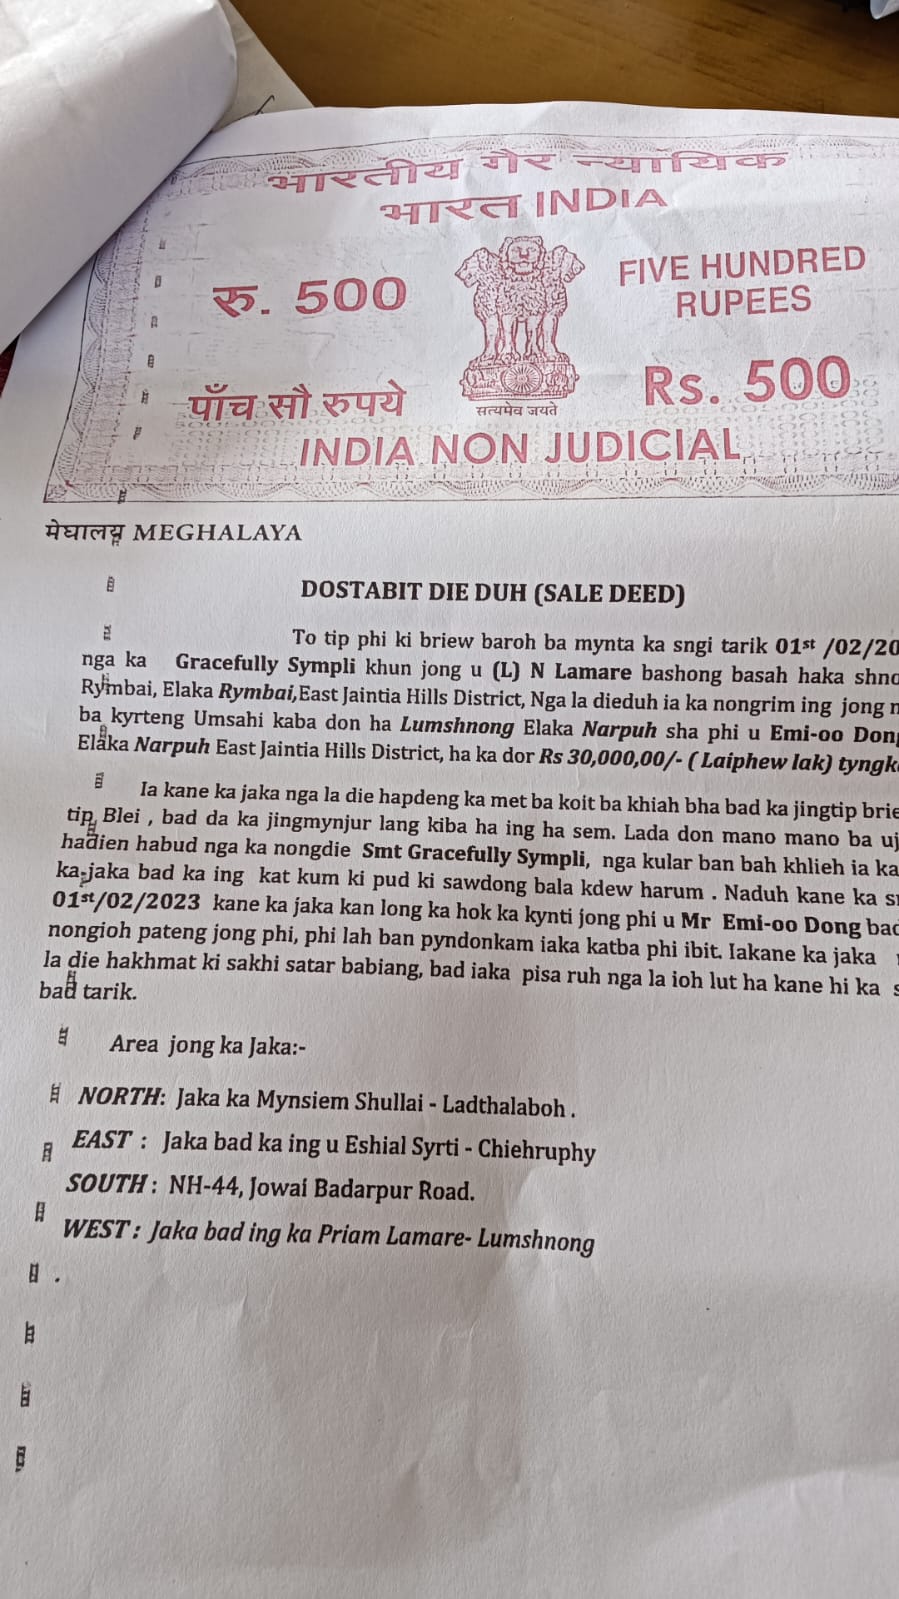 भारतीय गैर न्यायिक
भारत INDIA
रु. 500
FIVE HUNDRED
RUPEES
पाँच सौ रुपये
Rs. 500
सत्यमेव जयते
INDIA NON JUDICIAL
मेघालय MEGHALAYA
DOSTABIT DIE DUH (SALE DEED)
To tip phi ki briew baroh ba mynta ka sngi tarik 01st /02/20
nga ka Gracefully Sympli khun jong u (L) N Lamare bashong basah haka shno
Rymbai, Elaka Rymbai,East Jaintia Hills District, Nga la dieduh ia ka nongrim ing jong
ba kyrteng Umsahi kaba don ha Lumshnong Elaka Narpuh sha phi u Emi-oo Dong
Elaka Narpuh East Jaintia Hills District, ha ka dor Rs 30,000,00/- ( Laiphew lak) tyngk
Ia kane ka jaka nga la die hapdeng ka met ba koit ba khiah bha bad ka jingtip brie
tip Blei , bad da ka jingmynjur lang kiba ha ing ha sem. Lada don mano mano ba uj
hadien habud nga ka nongdie Smt Gracefully Sympli, nga kular ban bah khlieh ia ka
ka jaka bad ka ing kat kum ki pud ki sawdong bala kdew harum . Naduh kane ka
01st/02/2023 kane ka jaka kan long ka hok ka kynti jong phi u Mr Emi-oo Dong bad
nongioh pateng jong phi, phi lah ban pyndonkam iaka katba phi ibit. Iakane ka jaka
la die hakhmat ki sakhi satar babiang, bad iaka pisa ruh nga la ioh lut ha kane hi ka s
bad tarik.
Area jong ka Jaka:-
NORTH: Jaka ka Mynsiem Shullai - Ladthalaboh .
EAST : Jaka bad ka ing u Eshial Syrti - Chiehruphy
SOUTH : NH-44, Jowai Badarpur Road.
WEST : Jaka bad ing ka Priam Lamare- Lumshnong